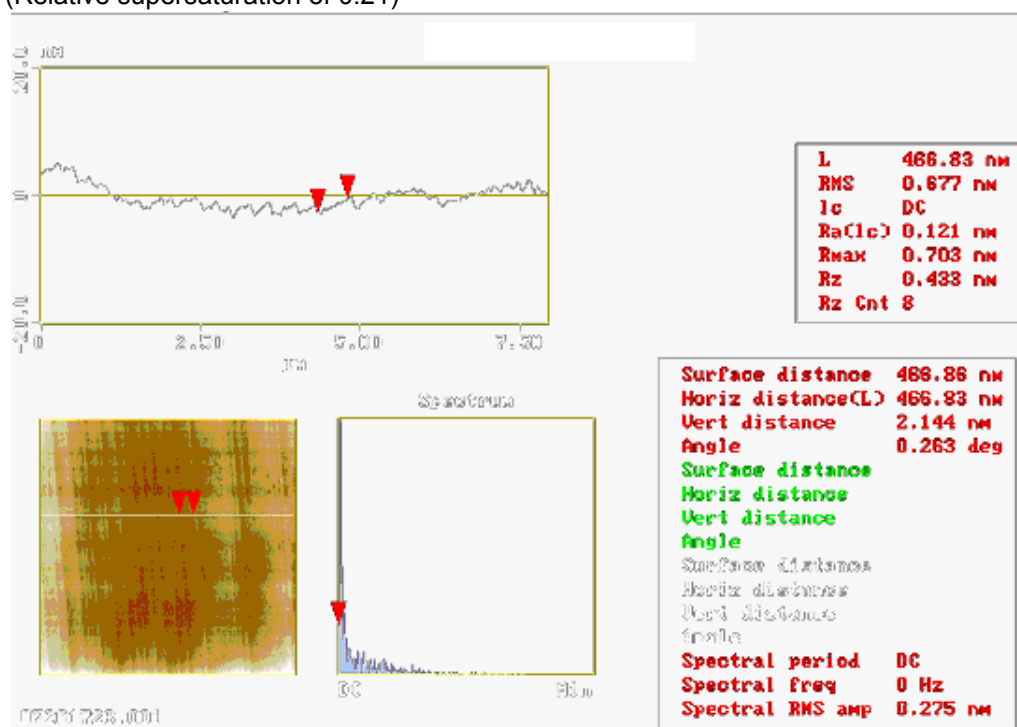 (Relative supersaturation of 0.21)
nm
20.0
0
-20.0
0 2.50 5.00 7.50
µm
L 466.83 nm
RMS 0.677 nm
lc DC
Ra(lc) 0.121 nm
Rmax 0.703 nm
Rz 0.433 nm
Rz Cnt 8
Spectrum
DC Min
Surface distance 466.86 nm
Horiz distance(L) 466.83 nm
Vert distance 2.144 nm
Angle 0.263 deg
Surface distance
Horiz distance
Vert distance
Angle
Surface distance
Horiz distance
Vert distance
Angle
Spectral period DC
Spectral freq 0 Hz
Spectral RMS amp 0.275 nm